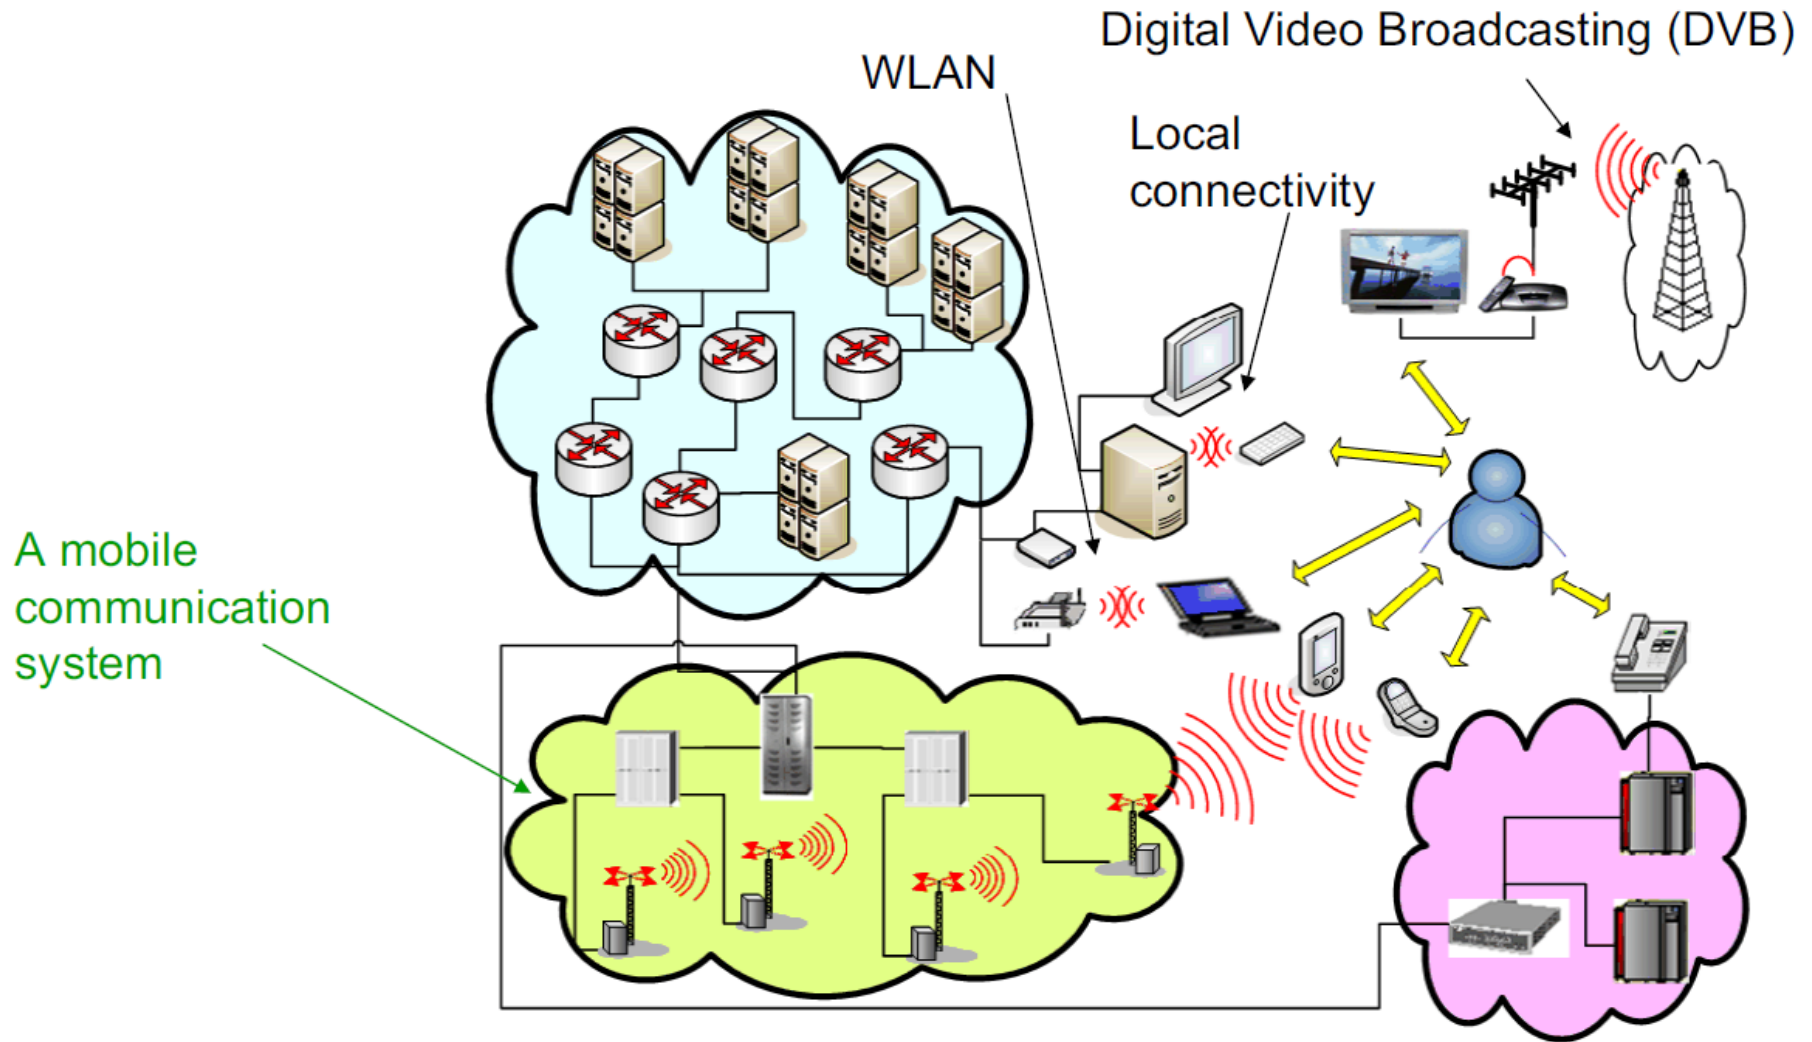 Digital Video Broadcasting (DVB)
WLAN
Local
connectivity
A mobile
communication
system